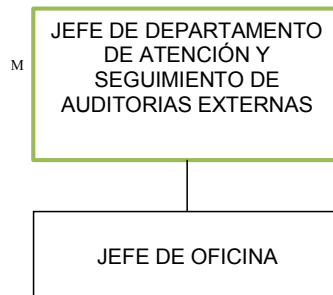 JEFE DE DEPARTAMENTO
DE ATENCIÓN Y
M
SEGUIMIENTO DE
AUDITORIAS EXTERNAS
JEFE DE OFICINA